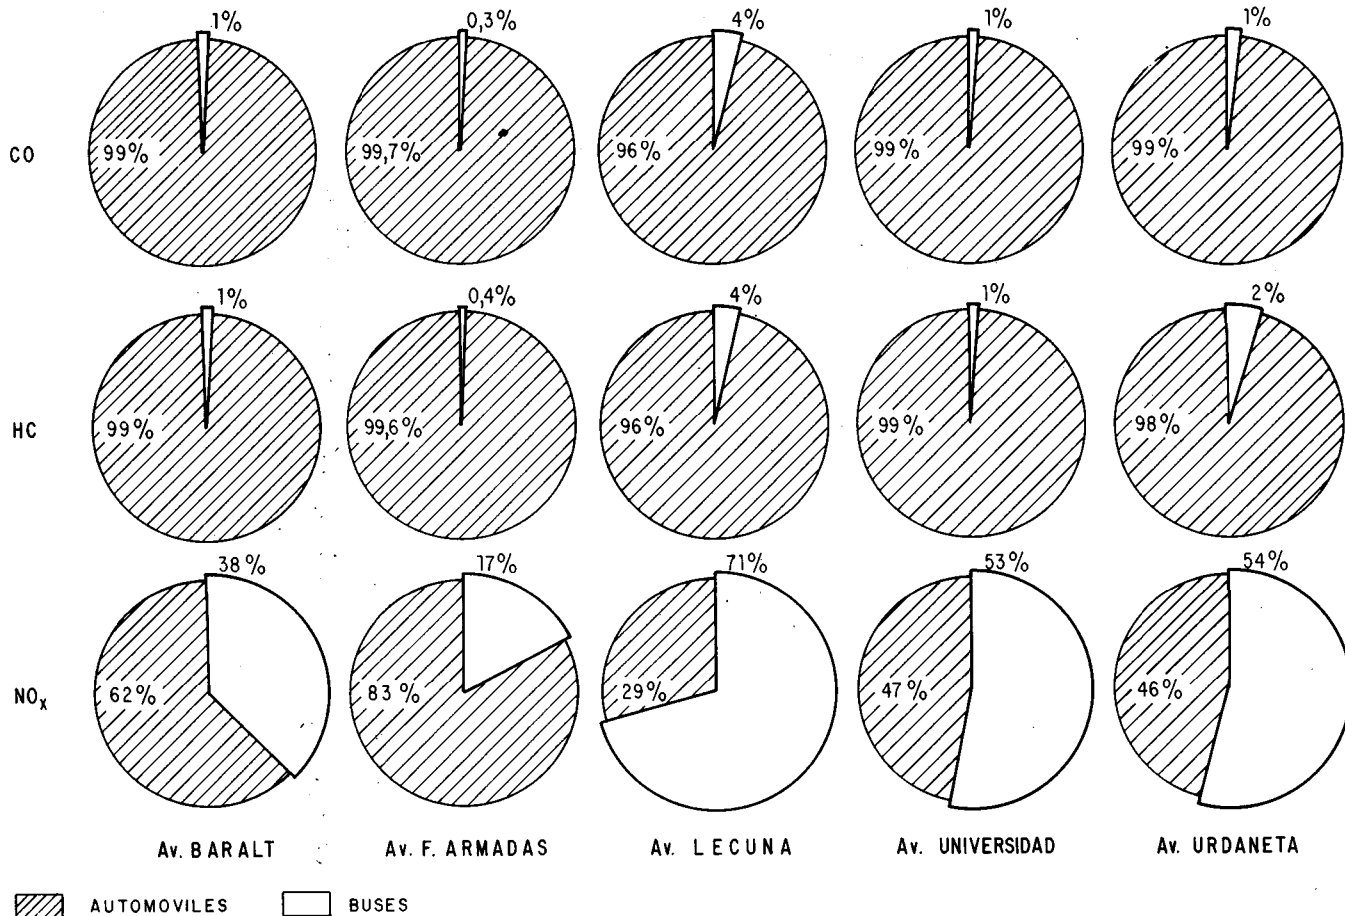 1% 0,3% 4% 1% 1%
CO 99% 99,7% 96% 99% 99%
1% 0,4% 4% 1% 2%
HC 99% 99,6% 96% 99% 98%
38% 17% 71% 53% 54%
NOx 62% 83% 29% 47% 46%
Av. BARALT Av. F. ARMADAS Av. LECUNA Av. UNIVERSIDAD Av. URDANETA
AUTOMOVILES BUSES